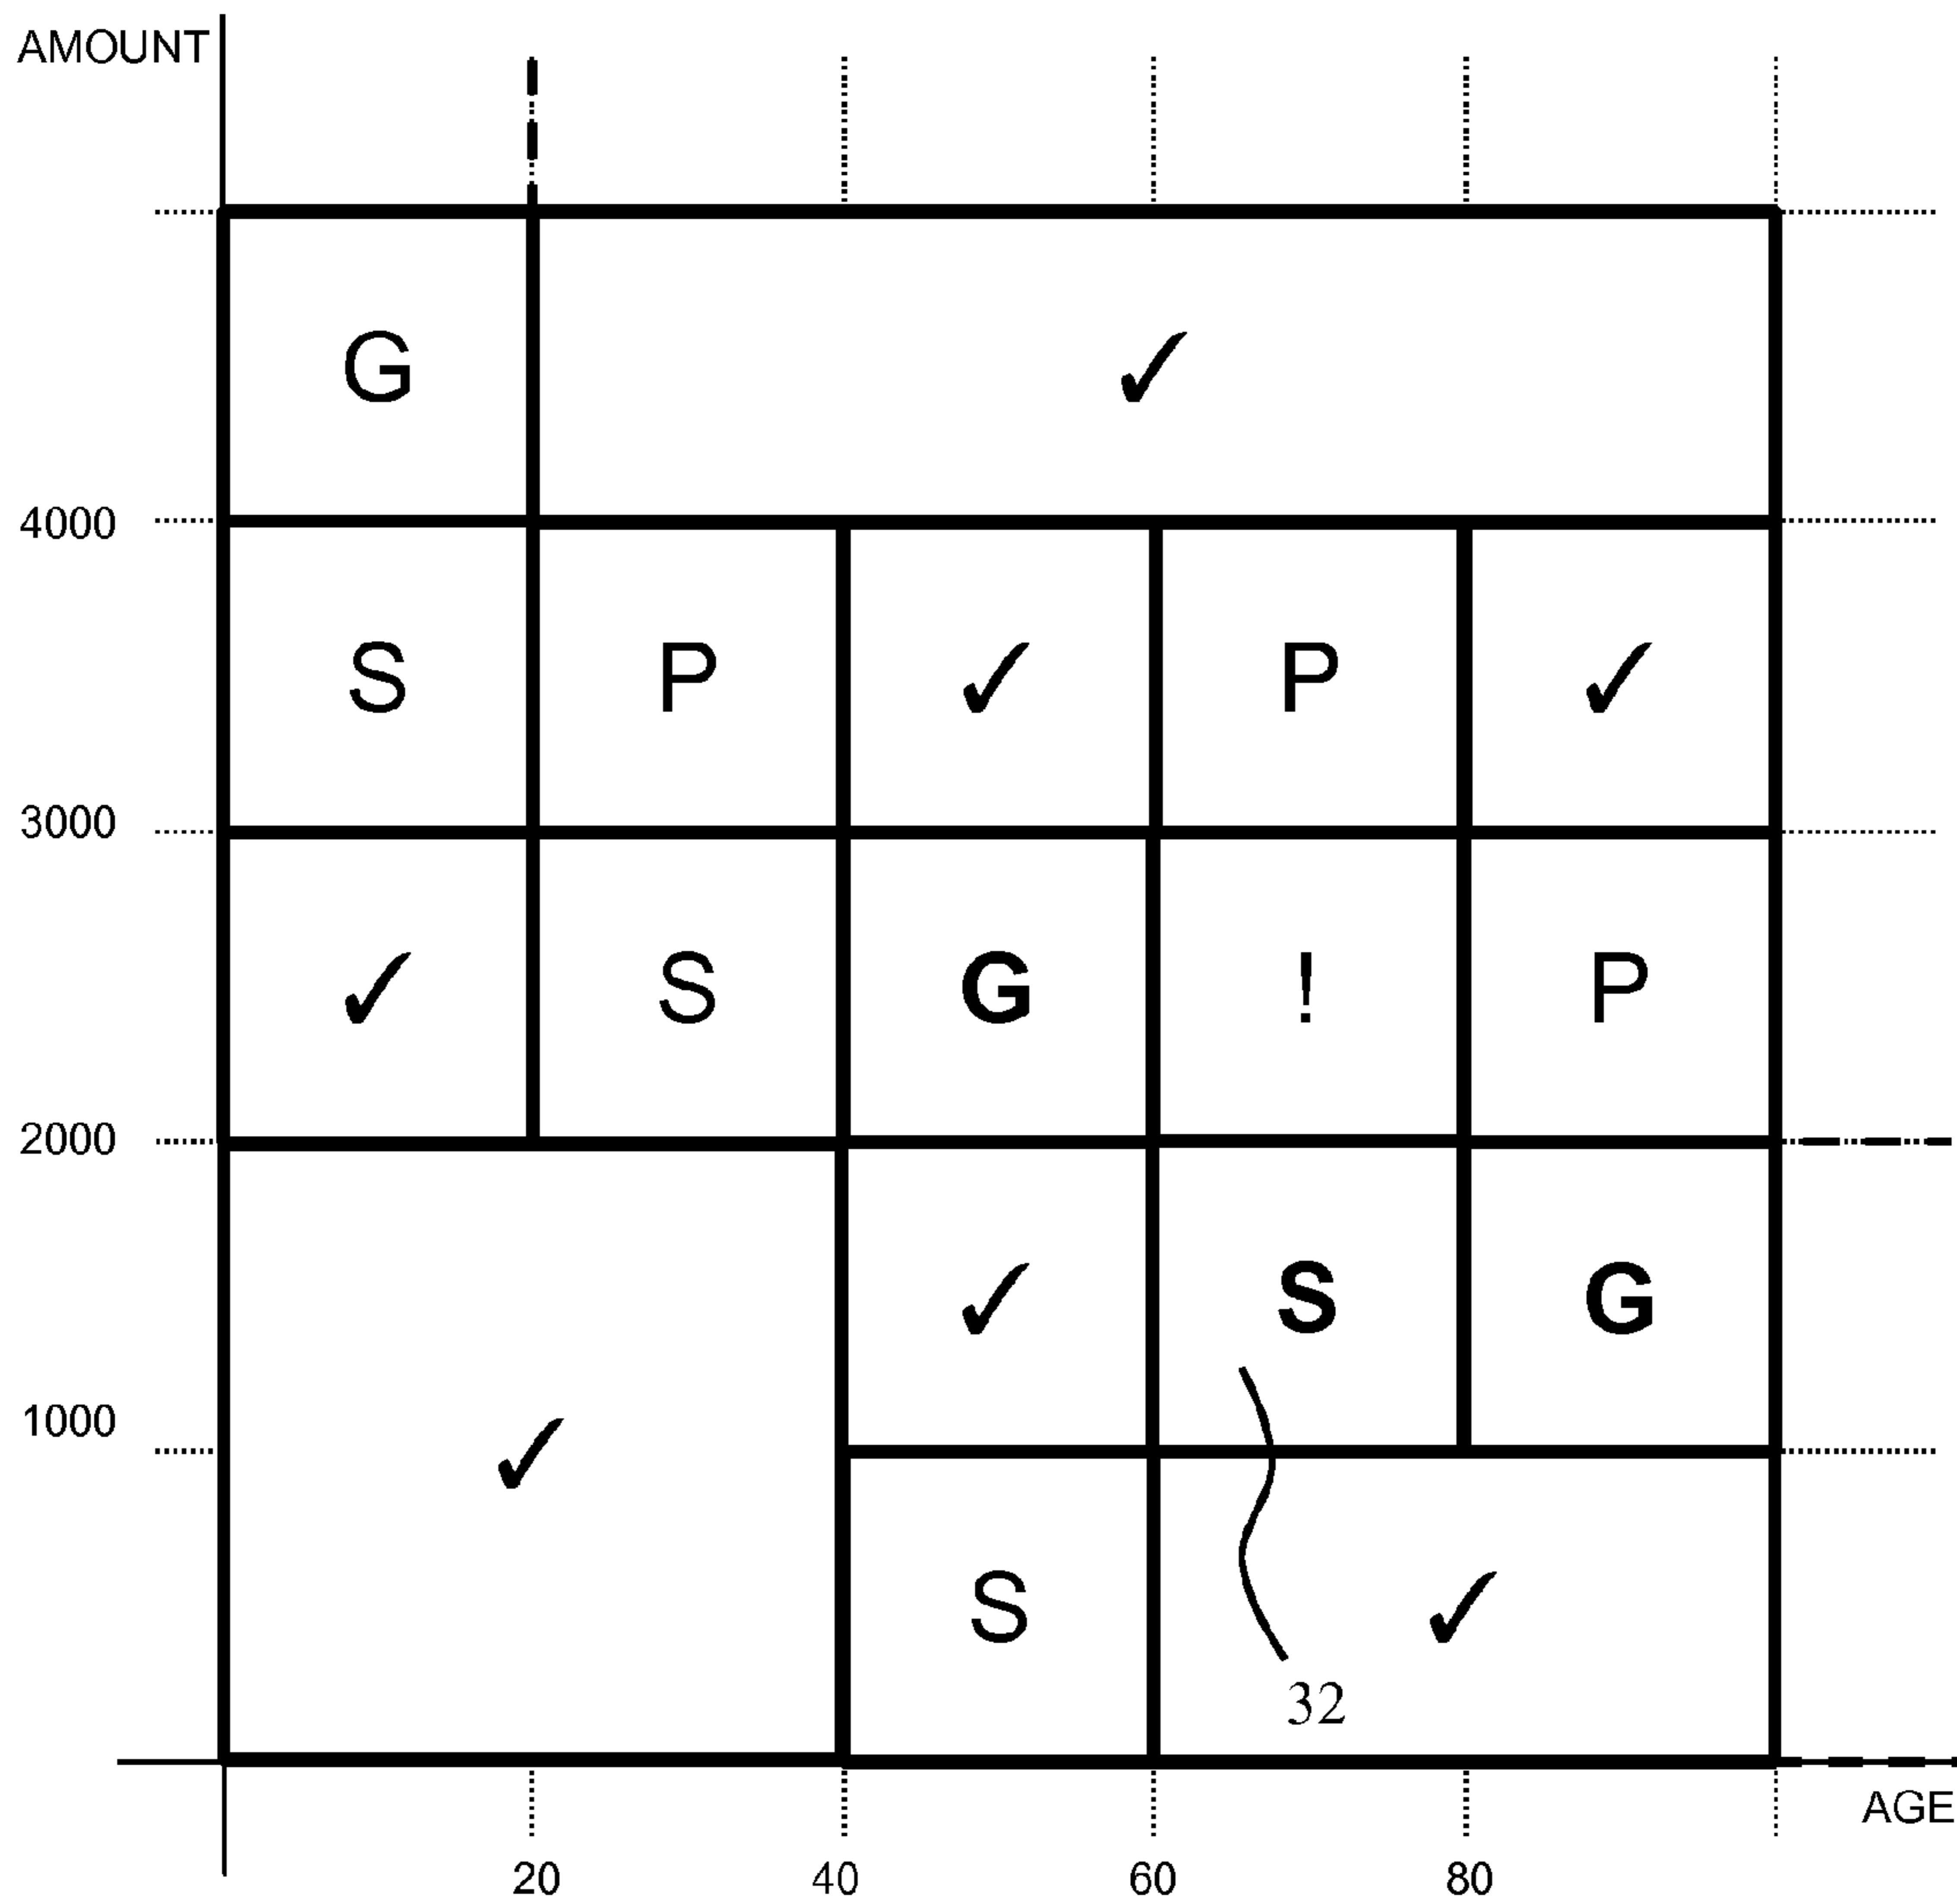 AMOUNT
G ✓
4000
S P ✓ P ✓
3000
✓ S G ! P
2000
✓ S G
1000
✓
S ✓
32
AGE
20 40 60 80